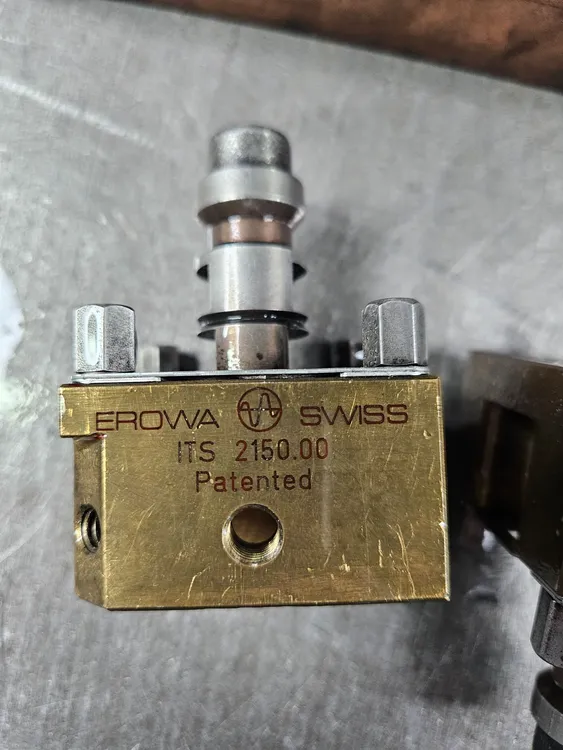 EROWA SWISS
ITS 2150.00
Patented